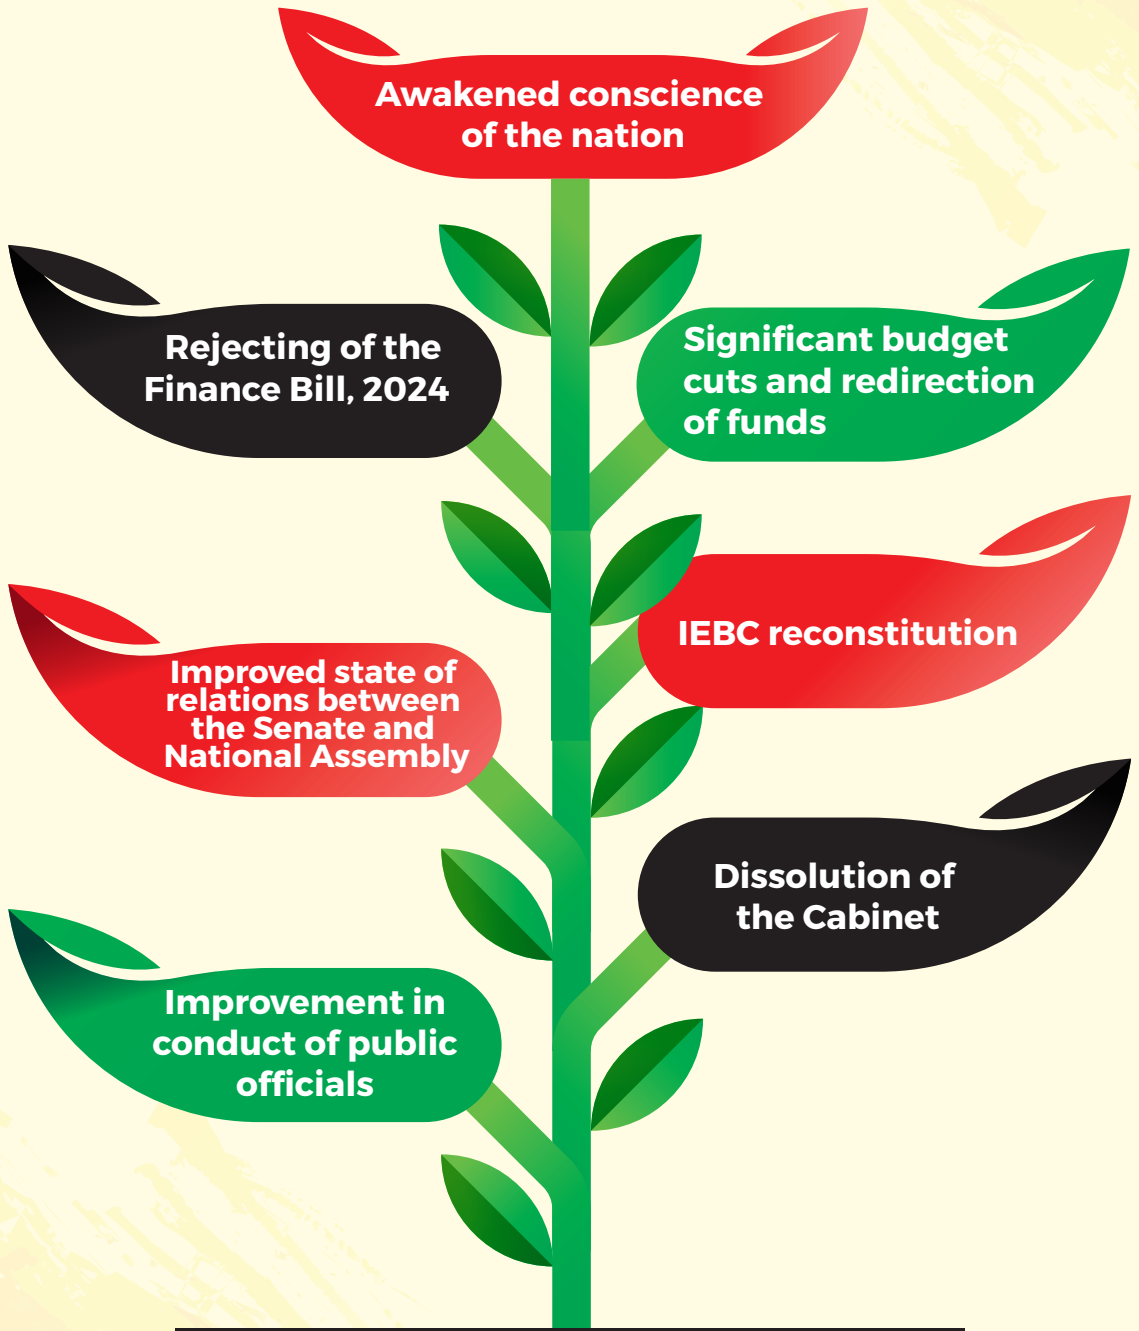 Awakened conscience
of the nation
Rejecting of the
Finance Bill, 2024
Significant budget
cuts and redirection
of funds
IEBC reconstitution
Improved state of
relations between
the Senate and
National Assembly
Dissolution of
the Cabinet
Improvement in
conduct of public
officials